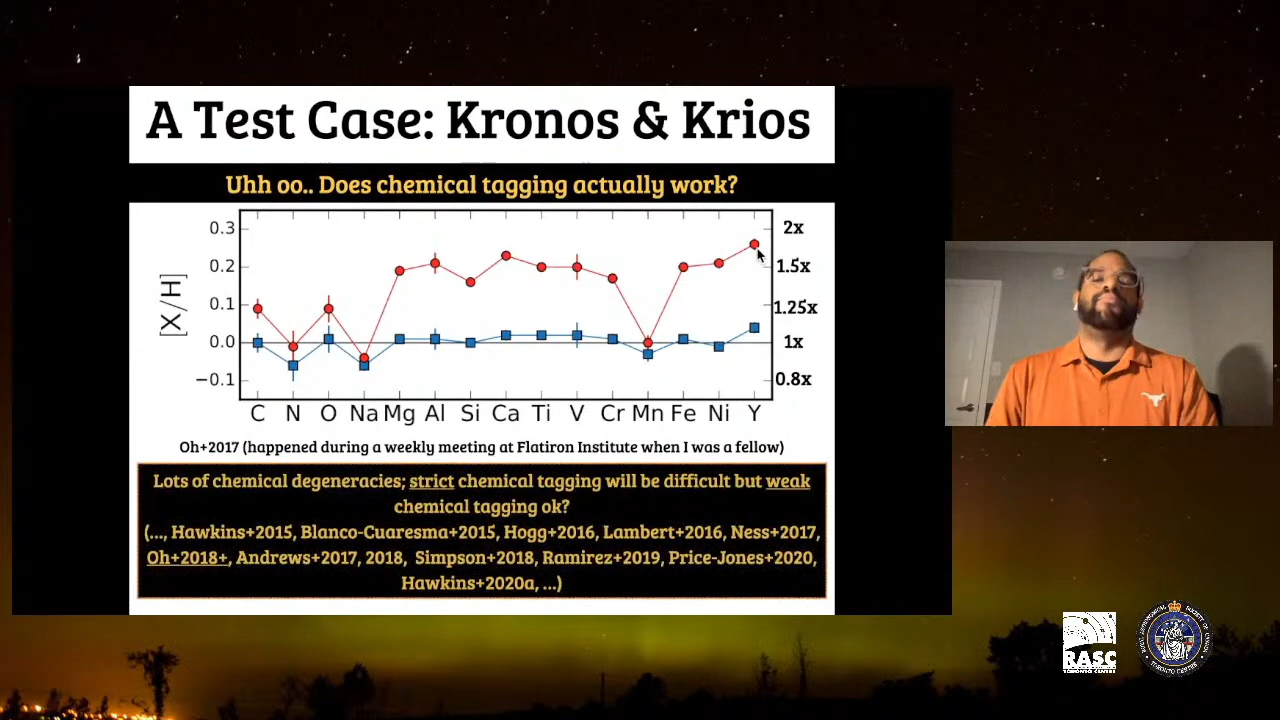 A Test Case: Kronos & Krios
Uhh oo.. Does chemical tagging actually work?
[X/H]
0.3
0.2
0.1
0.0
−0.1
2x
1.5x
1.25x
1x
0.8x
C N O Na Mg Al Si Ca Ti V Cr Mn Fe Ni Y
Oh+2017 (happened during a weekly meeting at Flatiron Institute when I was a fellow)
Lots of chemical degeneracies; strict chemical tagging will be difficult but weak
chemical tagging ok?
(..., Hawkins+2015, Blanco-Cuaresma+2015, Hogg+2016, Lambert+2016, Ness+2017,
Oh+2018+, Andrews+2017, 2018, Simpson+2018, Ramirez+2019, Price-Jones+2020,
Hawkins+2020a, ...)
RASC
TORONTO CENTRE